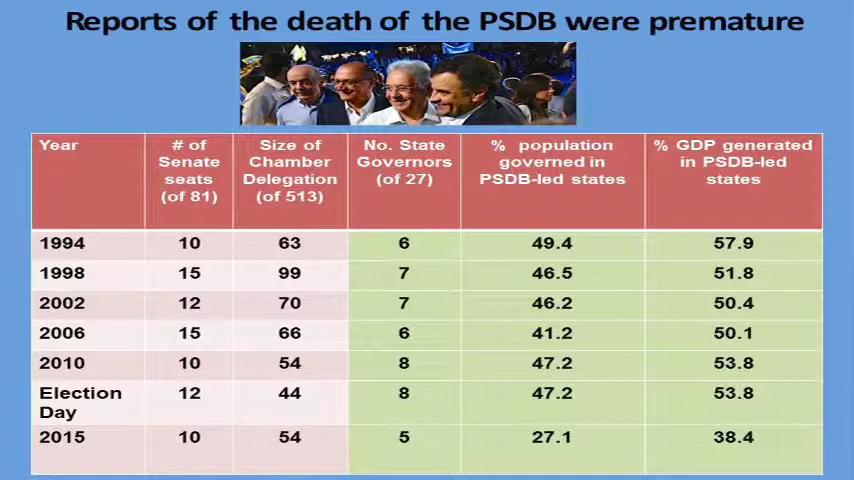 Reports of the death of the PSDB were premature
Year # of Senate seats (of 81) Size of Chamber Delegation (of 513) No. State Governors (of 27) % population governed in PSDB-led states % GDP generated in PSDB-led states
1994 10 63 6 49.4 57.9
1998 15 99 7 46.5 51.8
2002 12 70 7 46.2 50.4
2006 15 66 6 41.2 50.1
2010 10 54 8 47.2 53.8
Election Day 12 44 8 47.2 53.8
2015 10 54 5 27.1 38.4